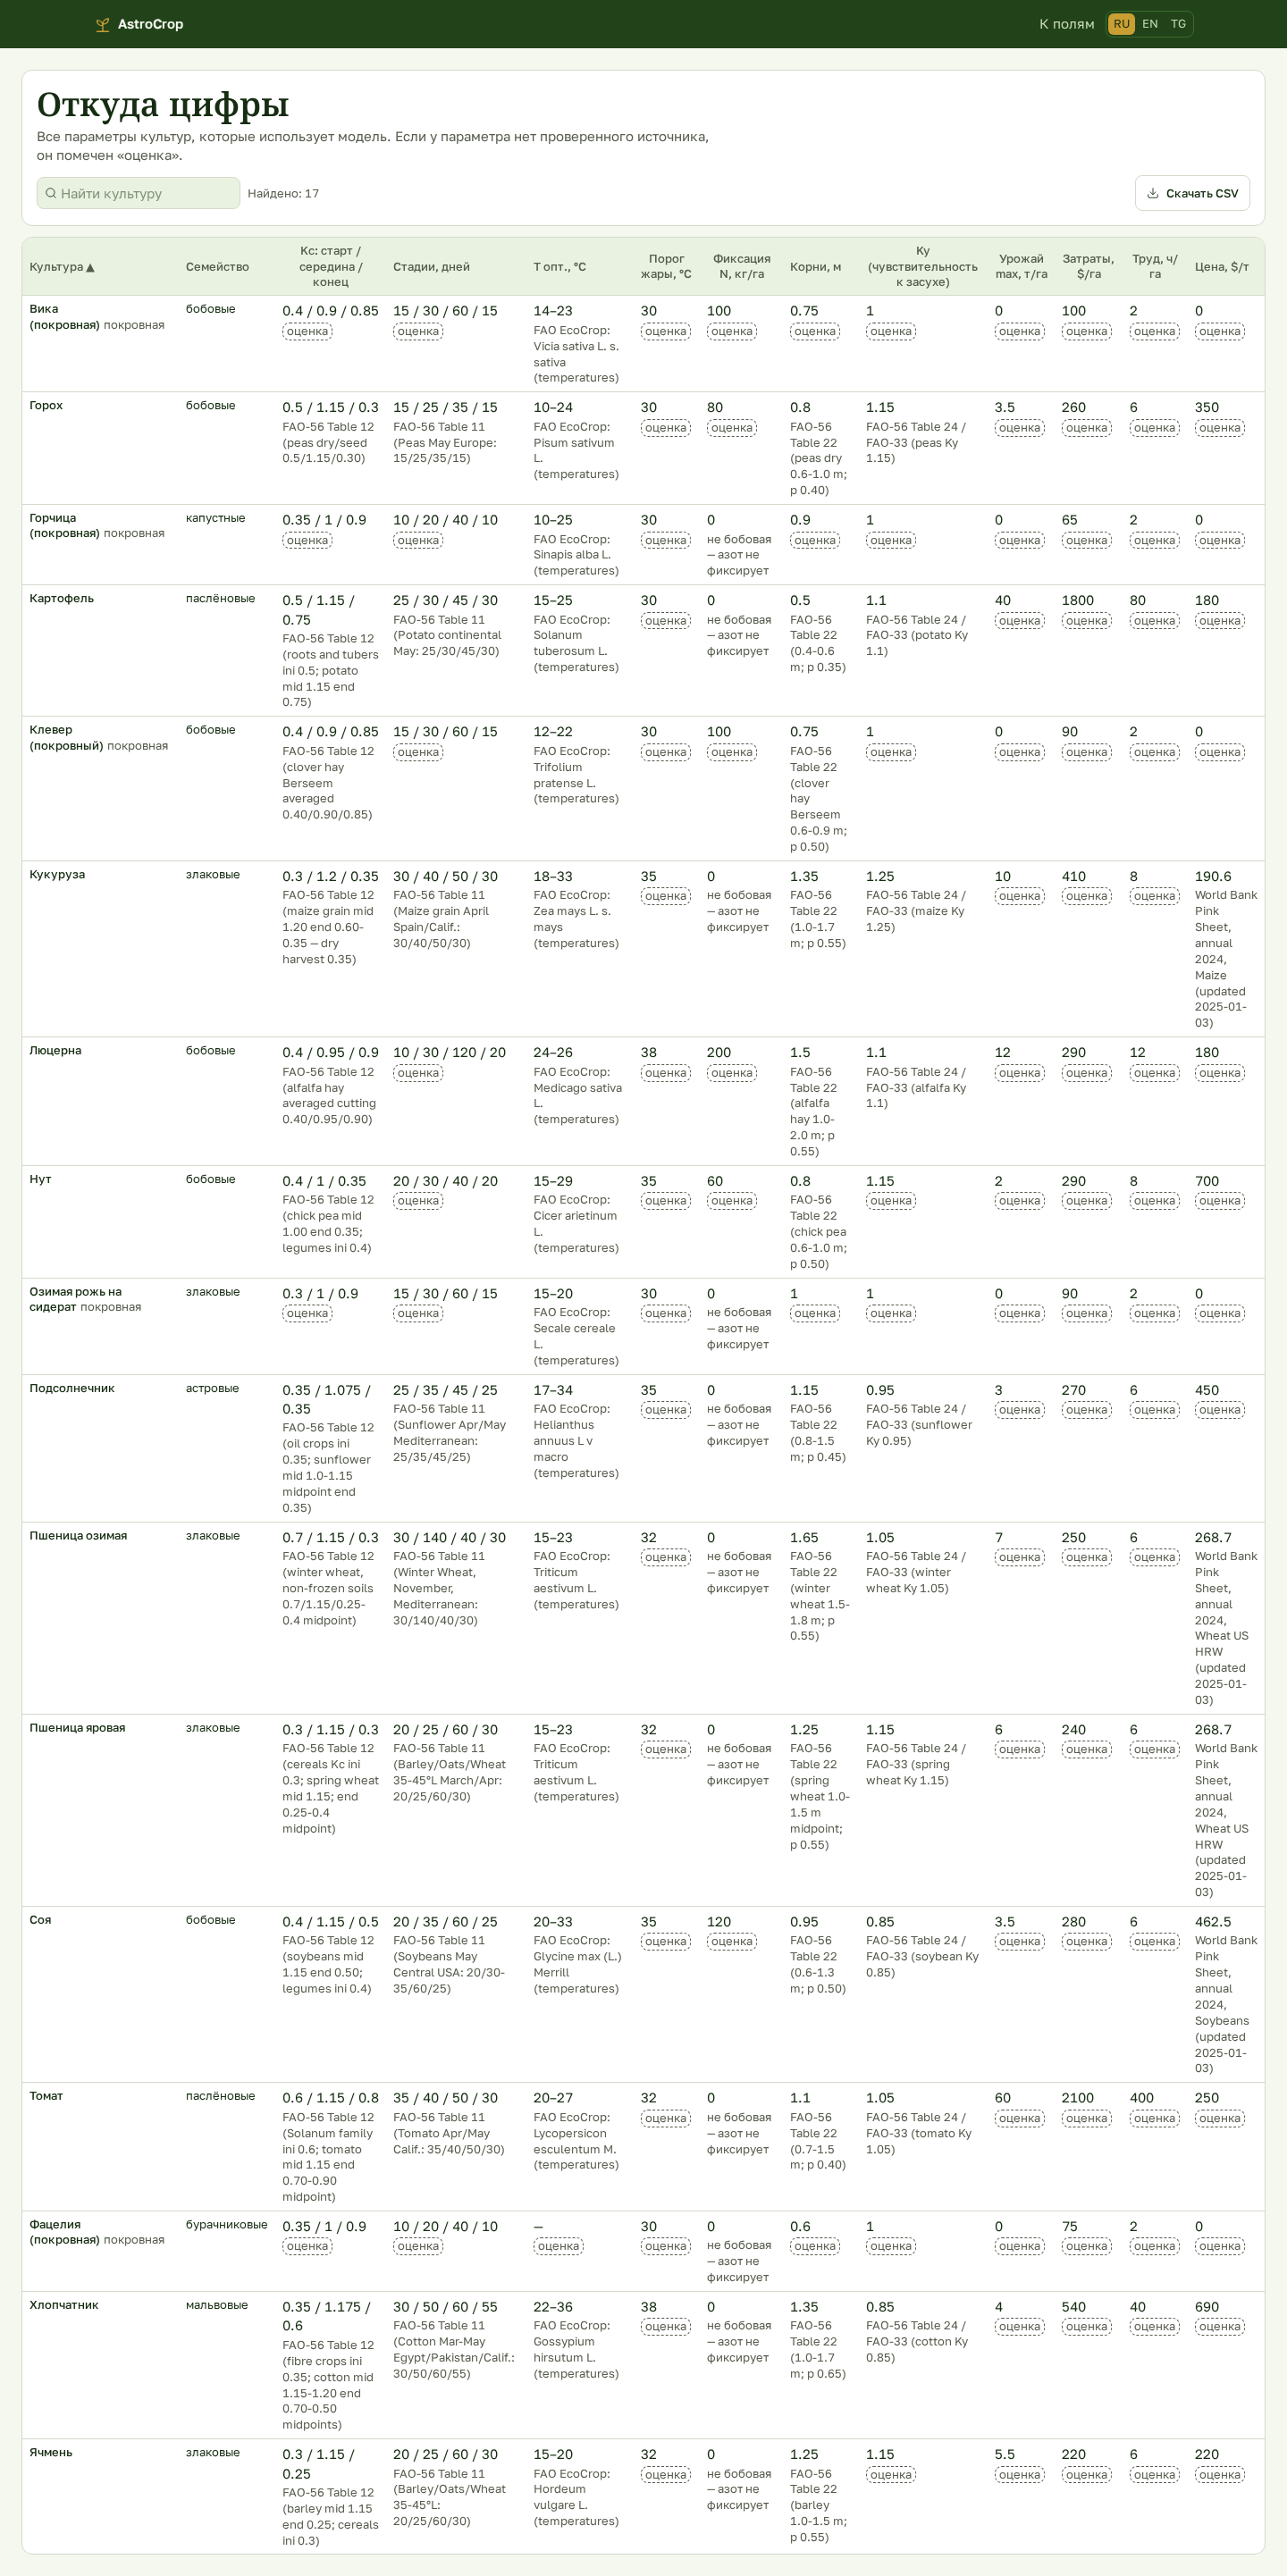 AstroCrop
К полям
RU EN TG
Откуда цифры
Все параметры культур, которые использует модель. Если у параметра нет проверенного источника,
он помечен «оценка».
Найти культуру
Найдено: 17
Скачать CSV
Культура ▲
Семейство
Кс: старт /
середина /
конец
Стадии, дней
Т опт., °С
Порог
жары, °С
Фиксация
N, кг/га
Корни, м
Ку
(чувствительность
к засухе)
Урожай
max, т/га
Затраты,
$/га
Труд, ч/
га
Цена, $/т
Вика
(покровная) покровная
бобовые
0.4 / 0.9 / 0.85
оценка
15 / 30 / 60 / 15
оценка
14–23
FAO EcoCrop:
Vicia sativa L. s.
sativa
(temperatures)
30
оценка
100
оценка
0.75
оценка
1
оценка
0
оценка
100
оценка
2
оценка
0
оценка
Горох
бобовые
0.5 / 1.15 / 0.3
FAO-56 Table 12
(peas dry/seed
0.5/1.15/0.30)
15 / 25 / 35 / 15
FAO-56 Table 11
(Peas May Europe:
15/25/35/15)
10–24
FAO EcoCrop:
Pisum sativum
L.
(temperatures)
30
оценка
80
оценка
0.8
FAO-56
Table 22
(peas dry
0.6-1.0 m;
p 0.40)
1.15
FAO-56 Table 24 /
FAO-33 (peas Ky
1.15)
3.5
оценка
260
оценка
6
оценка
350
оценка
Горчица
(покровная) покровная
капустные
0.35 / 1 / 0.9
оценка
10 / 20 / 40 / 10
оценка
10–25
FAO EcoCrop:
Sinapis alba L.
(temperatures)
30
оценка
0
не бобовая
— азот не
фиксирует
0.9
оценка
1
оценка
0
оценка
65
оценка
2
оценка
0
оценка
Картофель
паслёновые
0.5 / 1.15 /
0.75
FAO-56 Table 12
(roots and tubers
ini 0.5; potato
mid 1.15 end
0.75)
25 / 30 / 45 / 30
FAO-56 Table 11
(Potato continental
May: 25/30/45/30)
15–25
FAO EcoCrop:
Solanum
tuberosum L.
(temperatures)
30
оценка
0
не бобовая
— азот не
фиксирует
0.5
FAO-56
Table 22
(0.4-0.6
m; p 0.35)
1.1
FAO-56 Table 24 /
FAO-33 (potato Ky
1.1)
40
оценка
1800
оценка
80
оценка
180
оценка
Клевер
(покровный) покровная
бобовые
0.4 / 0.9 / 0.85
FAO-56 Table 12
(clover hay
Berseem
averaged
0.40/0.90/0.85)
15 / 30 / 60 / 15
оценка
12–22
FAO EcoCrop:
Trifolium
pratense L.
(temperatures)
30
оценка
100
оценка
0.75
FAO-56
Table 22
(clover
hay
Berseem
0.6-0.9 m;
p 0.50)
1
оценка
0
оценка
90
оценка
2
оценка
0
оценка
Кукуруза
злаковые
0.3 / 1.2 / 0.35
FAO-56 Table 12
(maize grain mid
1.20 end 0.60-
0.35 — dry
harvest 0.35)
30 / 40 / 50 / 30
FAO-56 Table 11
(Maize grain April
Spain/Calif.:
30/40/50/30)
18–33
FAO EcoCrop:
Zea mays L. s.
mays
(temperatures)
35
оценка
0
не бобовая
— азот не
фиксирует
1.35
FAO-56
Table 22
(1.0-1.7
m; p 0.55)
1.25
FAO-56 Table 24 /
FAO-33 (maize Ky
1.25)
10
оценка
410
оценка
8
оценка
190.6
World Bank
Pink
Sheet,
annual
2024,
Maize
(updated
2025-01-
03)
Люцерна
бобовые
0.4 / 0.95 / 0.9
FAO-56 Table 12
(alfalfa hay
averaged cutting
0.40/0.95/0.90)
10 / 30 / 120 / 20
оценка
24–26
FAO EcoCrop:
Medicago sativa
L.
(temperatures)
38
оценка
200
оценка
1.5
FAO-56
Table 22
(alfalfa
hay 1.0-
2.0 m; p
0.55)
1.1
FAO-56 Table 24 /
FAO-33 (alfalfa Ky
1.1)
12
оценка
290
оценка
12
оценка
180
оценка
Нут
бобовые
0.4 / 1 / 0.35
FAO-56 Table 12
(chick pea mid
1.00 end 0.35;
legumes ini 0.4)
20 / 30 / 40 / 20
оценка
15–29
FAO EcoCrop:
Cicer arietinum
L.
(temperatures)
35
оценка
60
оценка
0.8
FAO-56
Table 22
(chick pea
0.6-1.0 m;
p 0.50)
1.15
оценка
2
оценка
290
оценка
8
оценка
700
оценка
Озимая рожь на
сидерат покровная
злаковые
0.3 / 1 / 0.9
оценка
15 / 30 / 60 / 15
оценка
15–20
FAO EcoCrop:
Secale cereale
L.
(temperatures)
30
оценка
0
не бобовая
— азот не
фиксирует
1
оценка
1
оценка
0
оценка
90
оценка
2
оценка
0
оценка
Подсолнечник
астровые
0.35 / 1.075 /
0.35
FAO-56 Table 12
(oil crops ini
0.35; sunflower
mid 1.0-1.15
midpoint end
0.35)
25 / 35 / 45 / 25
FAO-56 Table 11
(Sunflower Apr/May
Mediterranean:
25/35/45/25)
17–34
FAO EcoCrop:
Helianthus
annuus L v
macro
(temperatures)
35
оценка
0
не бобовая
— азот не
фиксирует
1.15
FAO-56
Table 22
(0.8-1.5
m; p 0.45)
0.95
FAO-56 Table 24 /
FAO-33 (sunflower
Ky 0.95)
3
оценка
270
оценка
6
оценка
450
оценка
Пшеница озимая
злаковые
0.7 / 1.15 / 0.3
FAO-56 Table 12
(winter wheat,
non-frozen soils
0.7/1.15/0.25-
0.4 midpoint)
30 / 140 / 40 / 30
FAO-56 Table 11
(Winter Wheat,
November,
Mediterranean:
30/140/40/30)
15–23
FAO EcoCrop:
Triticum
aestivum L.
(temperatures)
32
оценка
0
не бобовая
— азот не
фиксирует
1.65
FAO-56
Table 22
(winter
wheat 1.5-
1.8 m; p
0.55)
1.05
FAO-56 Table 24 /
FAO-33 (winter
wheat Ky 1.05)
7
оценка
250
оценка
6
оценка
268.7
World Bank
Pink
Sheet,
annual
2024,
Wheat US
HRW
(updated
2025-01-
03)
Пшеница яровая
злаковые
0.3 / 1.15 / 0.3
FAO-56 Table 12
(cereals Kc ini
0.3; spring wheat
mid 1.15; end
0.25-0.4
midpoint)
20 / 25 / 60 / 30
FAO-56 Table 11
(Barley/Oats/Wheat
35-45°L March/Apr:
20/25/60/30)
15–23
FAO EcoCrop:
Triticum
aestivum L.
(temperatures)
32
оценка
0
не бобовая
— азот не
фиксирует
1.25
FAO-56
Table 22
(spring
wheat 1.0-
1.5 m
midpoint;
p 0.55)
1.15
FAO-56 Table 24 /
FAO-33 (spring
wheat Ky 1.15)
6
оценка
240
оценка
6
оценка
268.7
World Bank
Pink
Sheet,
annual
2024,
Wheat US
HRW
(updated
2025-01-
03)
Соя
бобовые
0.4 / 1.15 / 0.5
FAO-56 Table 12
(soybeans mid
1.15 end 0.50;
legumes ini 0.4)
20 / 35 / 60 / 25
FAO-56 Table 11
(Soybeans May
Central USA: 20/30-
35/60/25)
20–33
FAO EcoCrop:
Glycine max (L.)
Merrill
(temperatures)
35
оценка
120
оценка
0.95
FAO-56
Table 22
(0.6-1.3
m; p 0.50)
0.85
FAO-56 Table 24 /
FAO-33 (soybean Ky
0.85)
3.5
оценка
280
оценка
6
оценка
462.5
World Bank
Pink
Sheet,
annual
2024,
Soybeans
(updated
2025-01-
03)
Томат
паслёновые
0.6 / 1.15 / 0.8
FAO-56 Table 12
(Solanum family
ini 0.6; tomato
mid 1.15 end
0.70-0.90
midpoint)
35 / 40 / 50 / 30
FAO-56 Table 11
(Tomato Apr/May
Calif.: 35/40/50/30)
20–27
FAO EcoCrop:
Lycopersicon
esculentum M.
(temperatures)
32
оценка
0
не бобовая
— азот не
фиксирует
1.1
FAO-56
Table 22
(0.7-1.5
m; p 0.40)
1.05
FAO-56 Table 24 /
FAO-33 (tomato Ky
1.05)
60
оценка
2100
оценка
400
оценка
250
оценка
Фацелия
(покровная) покровная
бурачниковые
0.35 / 1 / 0.9
оценка
10 / 20 / 40 / 10
оценка
—
оценка
30
оценка
0
не бобовая
— азот не
фиксирует
0.6
оценка
1
оценка
0
оценка
75
оценка
2
оценка
0
оценка
Хлопчатник
мальвовые
0.35 / 1.175 /
0.6
FAO-56 Table 12
(fibre crops ini
0.35; cotton mid
1.15-1.20 end
0.70-0.50
midpoints)
30 / 50 / 60 / 55
FAO-56 Table 11
(Cotton Mar-May
Egypt/Pakistan/Calif.:
30/50/60/55)
22–36
FAO EcoCrop:
Gossypium
hirsutum L.
(temperatures)
38
оценка
0
не бобовая
— азот не
фиксирует
1.35
FAO-56
Table 22
(1.0-1.7
m; p 0.65)
0.85
FAO-56 Table 24 /
FAO-33 (cotton Ky
0.85)
4
оценка
540
оценка
40
оценка
690
оценка
Ячмень
злаковые
0.3 / 1.15 /
0.25
FAO-56 Table 12
(barley mid 1.15
end 0.25; cereals
ini 0.3)
20 / 25 / 60 / 30
FAO-56 Table 11
(Barley/Oats/Wheat
35-45°L:
20/25/60/30)
15–20
FAO EcoCrop:
Hordeum
vulgare L.
(temperatures)
32
оценка
0
не бобовая
— азот не
фиксирует
1.25
FAO-56
Table 22
(barley
1.0-1.5 m;
p 0.55)
1.15
оценка
5.5
оценка
220
оценка
6
оценка
220
оценка